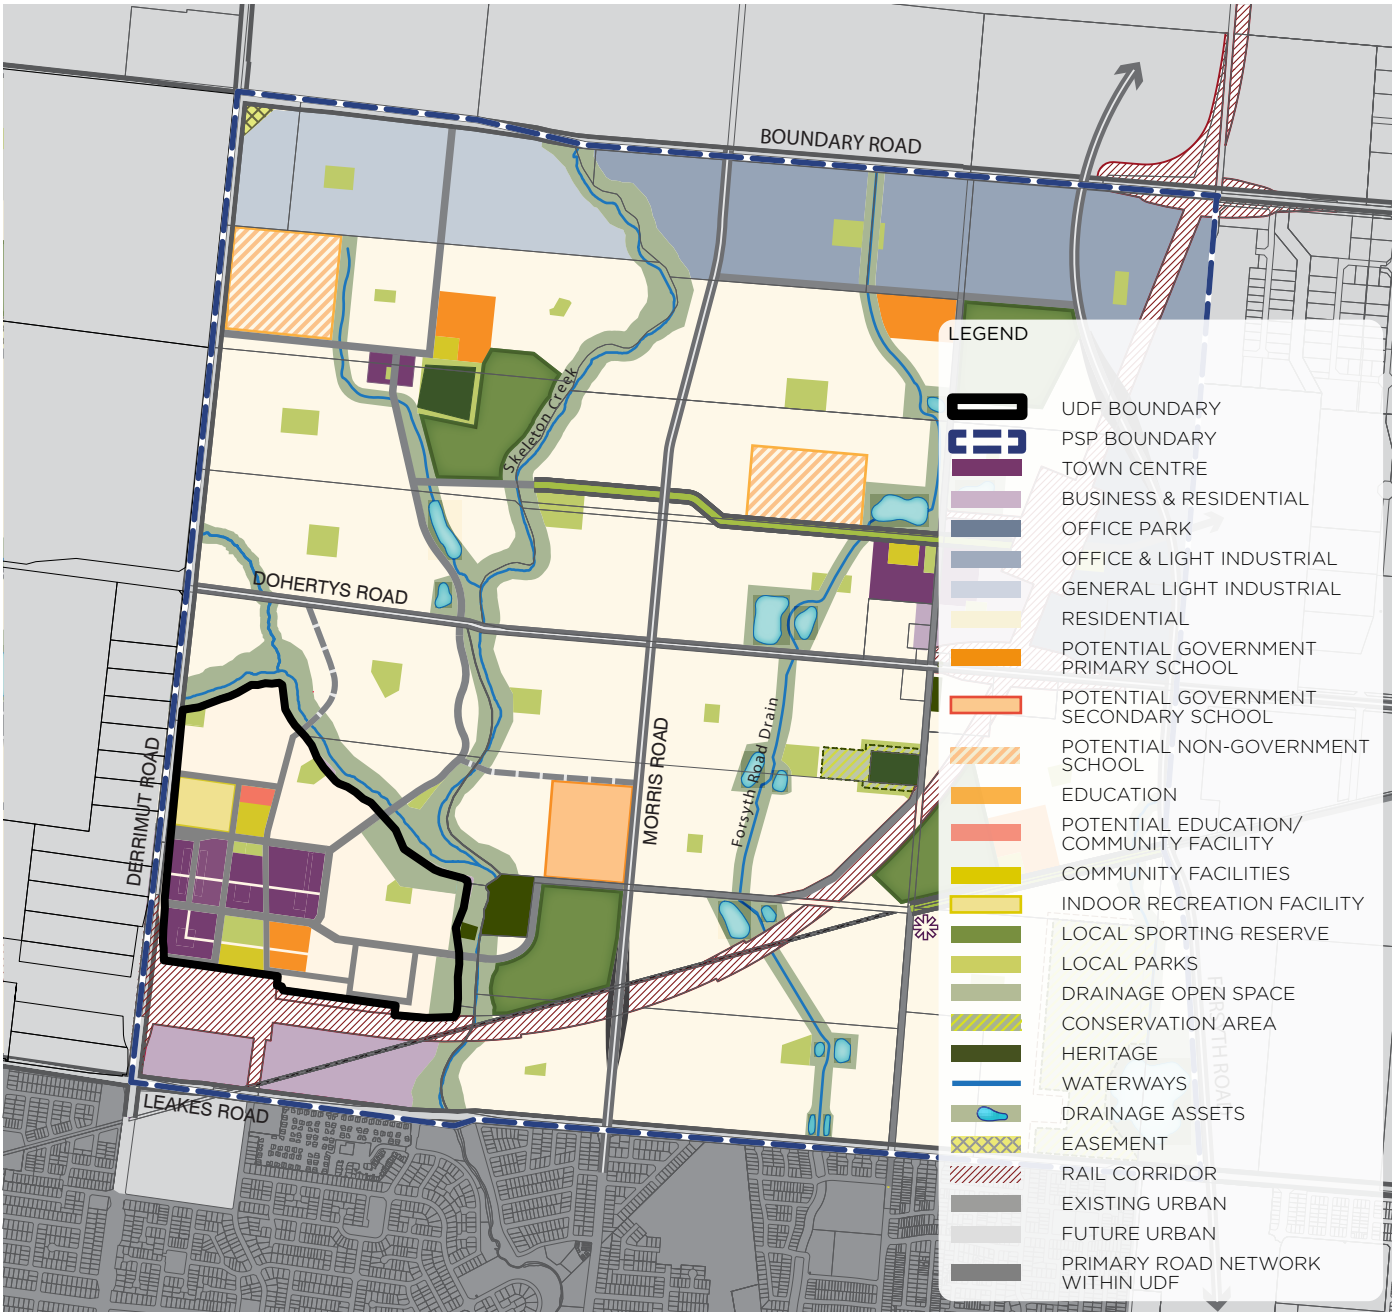 BOUNDARY ROAD
Skeleton Creek
DOHERTYS ROAD
DERRIMUT ROAD
MORRIS ROAD
Forsyth Road Drain
LEAKES ROAD
LEGEND
UDF BOUNDARY
PSP BOUNDARY
TOWN CENTRE
BUSINESS & RESIDENTIAL
OFFICE PARK
OFFICE & LIGHT INDUSTRIAL
GENERAL LIGHT INDUSTRIAL
RESIDENTIAL
POTENTIAL GOVERNMENT
PRIMARY SCHOOL
POTENTIAL GOVERNMENT
SECONDARY SCHOOL
POTENTIAL NON-GOVERNMENT
SCHOOL
EDUCATION
POTENTIAL EDUCATION/
COMMUNITY FACILITY
COMMUNITY FACILITIES
INDOOR RECREATION FACILITY
LOCAL SPORTING RESERVE
LOCAL PARKS
DRAINAGE OPEN SPACE
CONSERVATION AREA
HERITAGE
WATERWAYS
DRAINAGE ASSETS
EASEMENT
RAIL CORRIDOR
EXISTING URBAN
FUTURE URBAN
PRIMARY ROAD NETWORK
WITHIN UDF